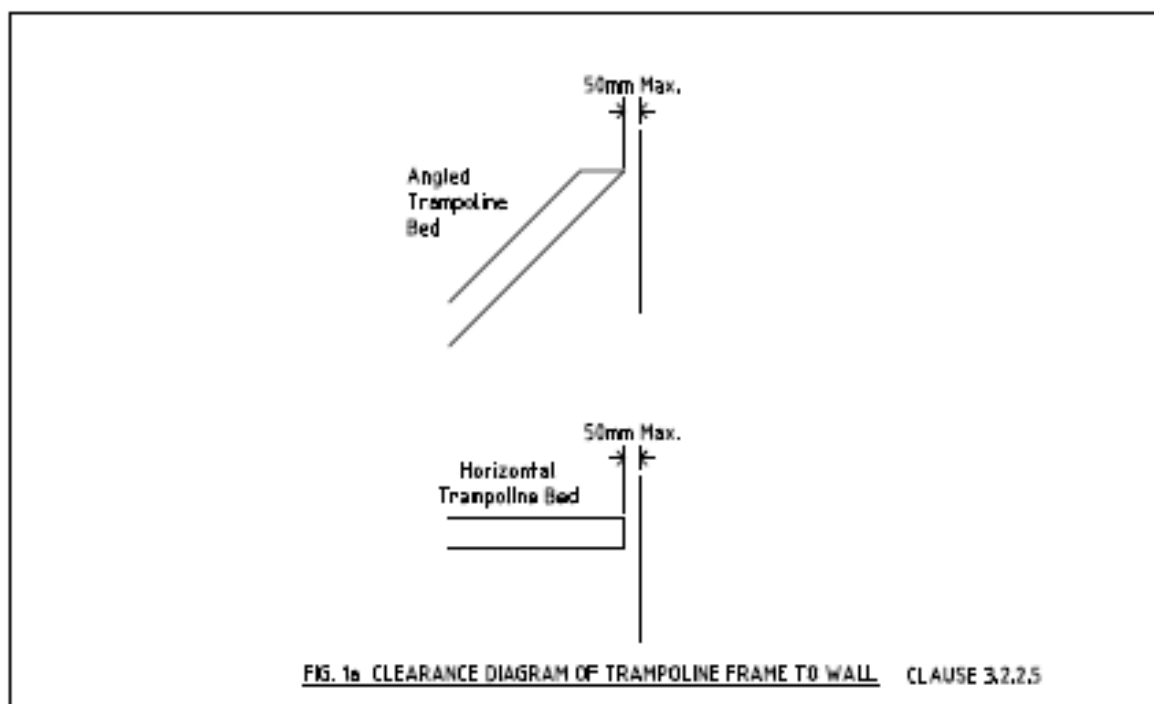 50mm Max.
Angled
Trampoline
Bed
50mm Max.
Horizontal
Trampoline Bed
FIG. 1a CLEARANCE DIAGRAM OF TRAMPOLINE FRAME TO WALL CLAUSE 3.2.2.5